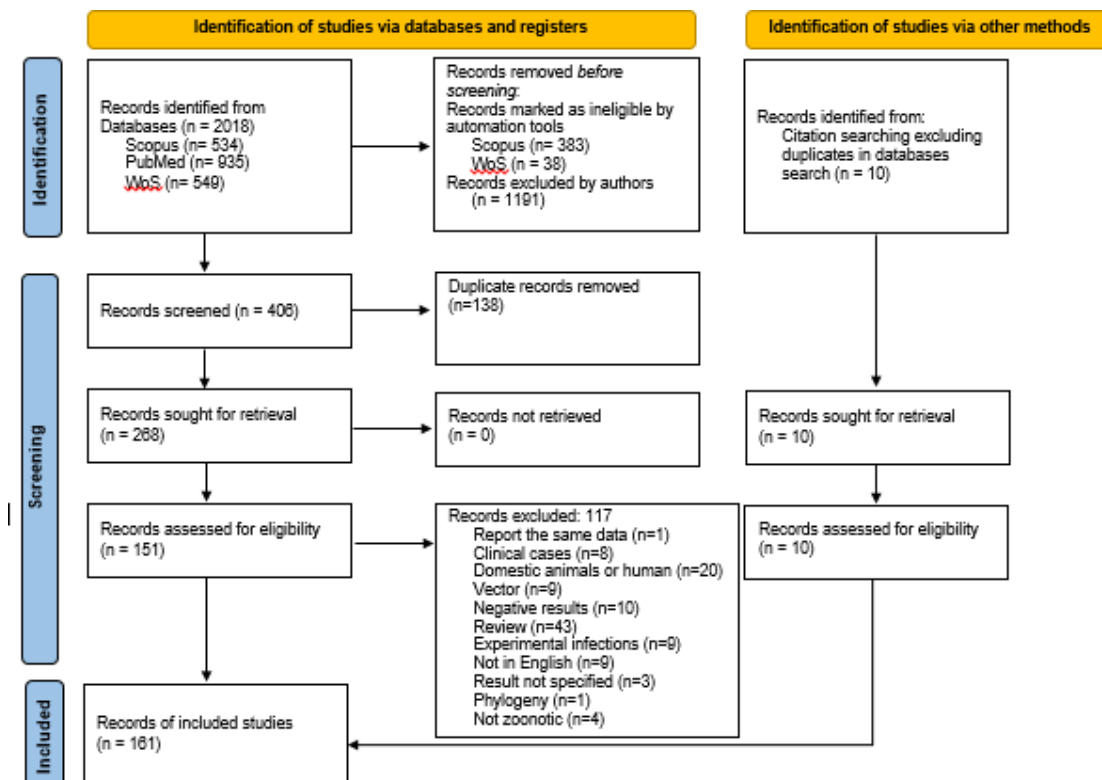 Identification of studies via databases and registers
Identification of studies via other methods
Identification
Records identified from
Databases (n = 2018)
Scopus (n= 534)
PubMed (n= 935)
WoS (n= 549)
Records removed before
screening:
Records marked as ineligible by
automation tools
Scopus (n= 383)
WoS (n = 38)
Records excluded by authors
(n = 1191)
Records identified from:
Citation searching excluding
duplicates in databases
search (n = 10)
Screening
Records screened (n = 406)
Duplicate records removed
(n=138)
Records sought for retrieval
(n = 268)
Records not retrieved
(n = 0)
Records sought for retrieval
(n = 10)
Records assessed for eligibility
(n = 151)
Records excluded: 117
Report the same data (n=1)
Clinical cases (n=8)
Domestic animals or human (n=20)
Vector (n=9)
Negative results (n=10)
Review (n=43)
Experimental infections (n=9)
Not in English (n=9)
Result not specified (n=3)
Phylogeny (n=1)
Not zoonotic (n=4)
Records assessed for eligibility
(n = 10)
Included
Records of included studies
(n = 161)